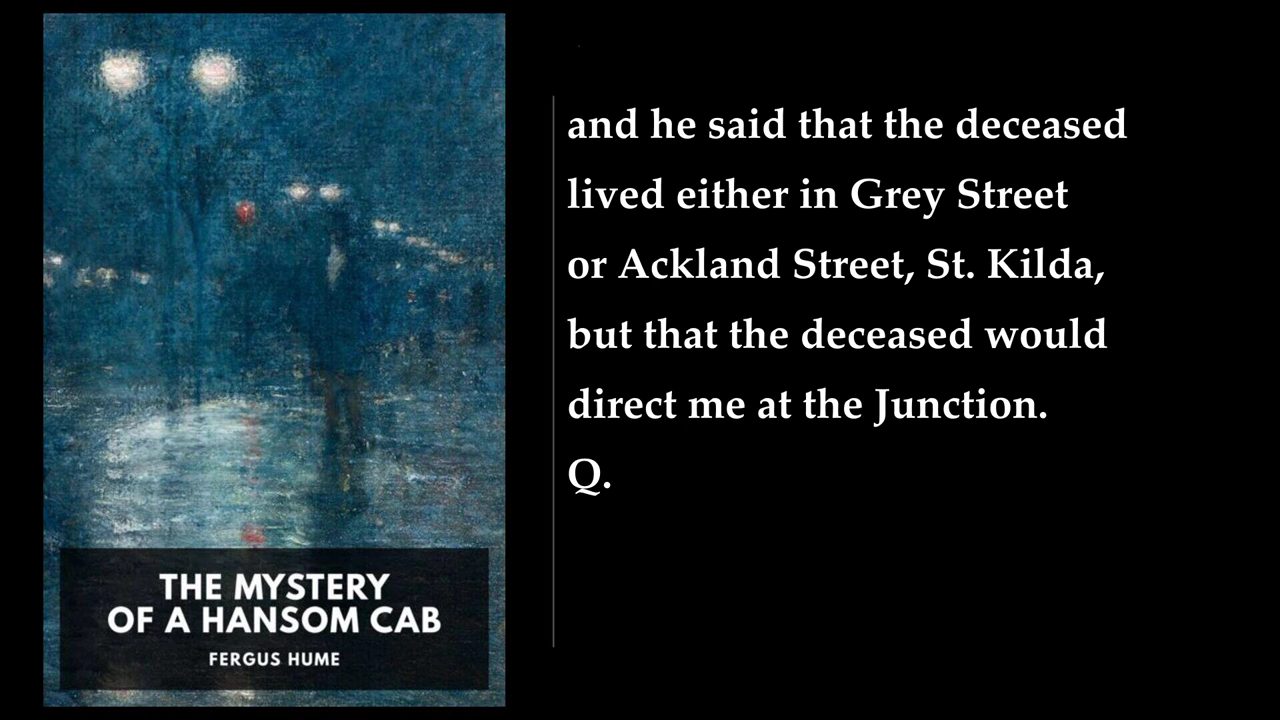 THE MYSTERY
OF A HANSOM CAB
FERGUS HUME
and he said that the deceased
lived either in Grey Street
or Ackland Street, St. Kilda,
but that the deceased would
direct me at the Junction.
Q.